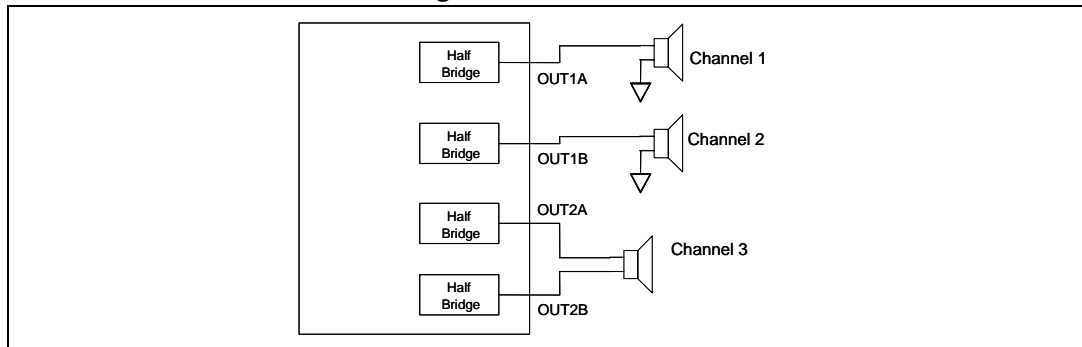 Half
Bridge
OUT1A
Channel 1
Half
Bridge
OUT1B
Channel 2
Half
Bridge
OUT2A
Channel 3
Half
Bridge
OUT2B